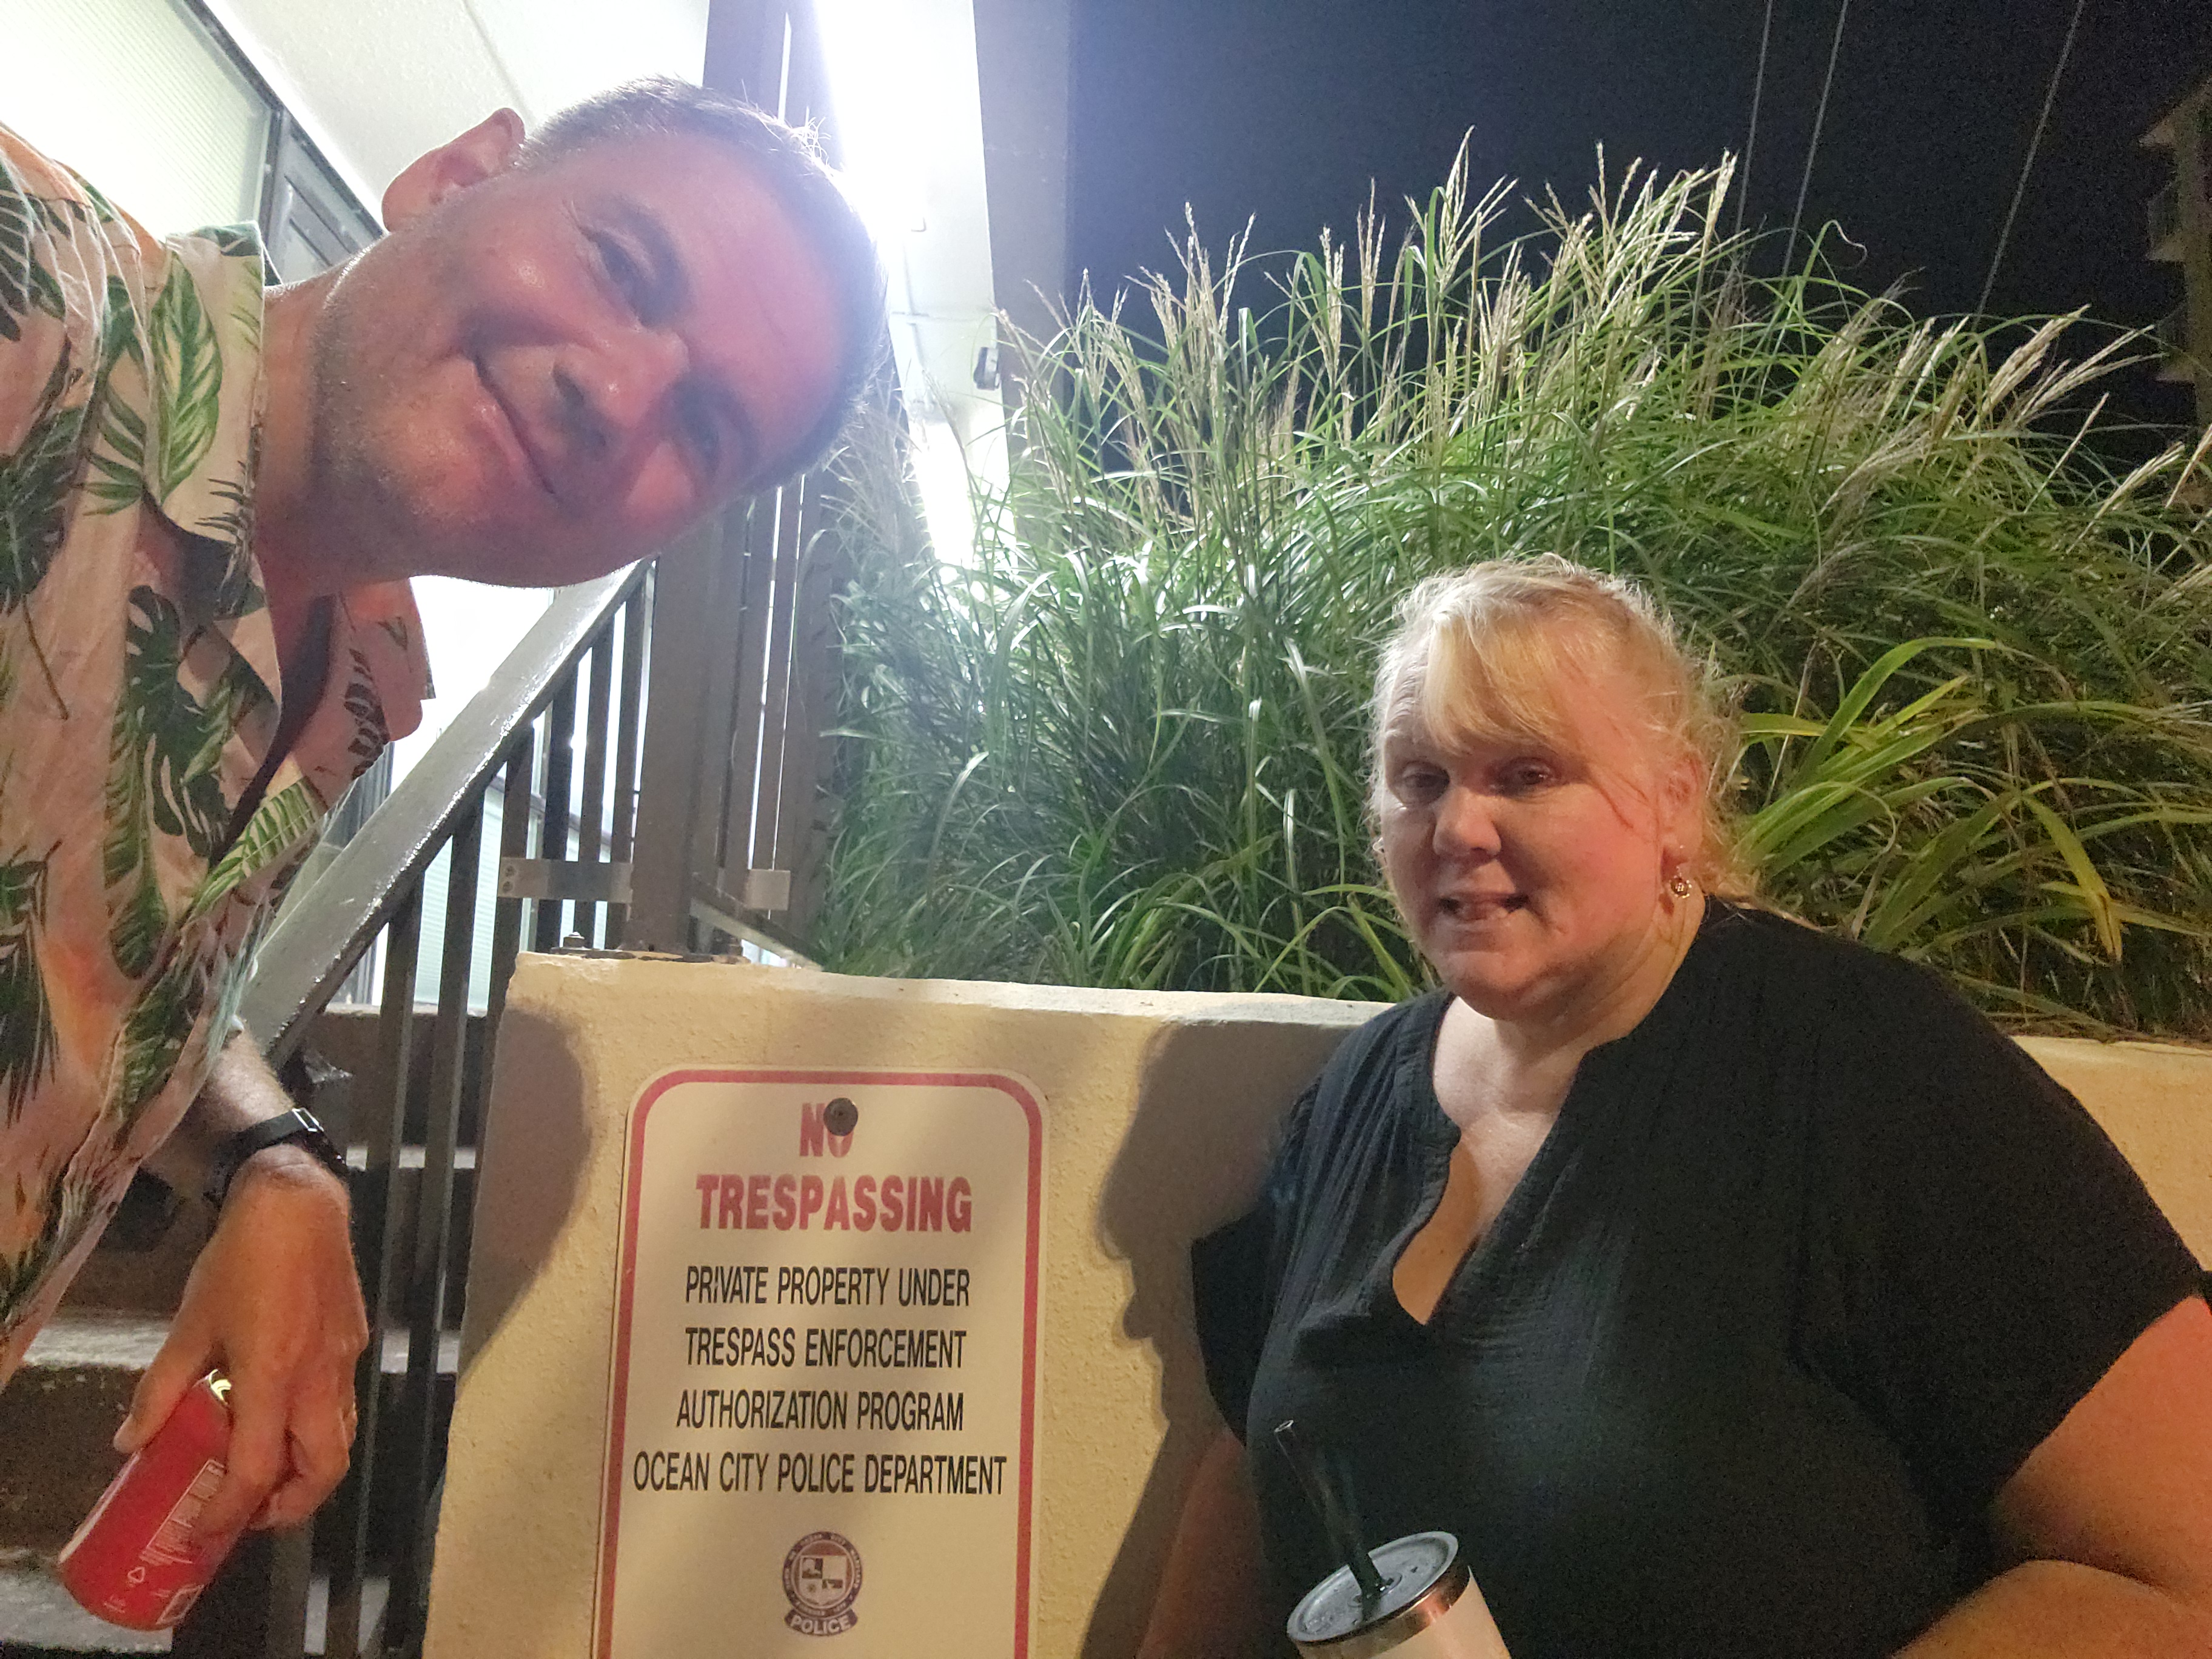 NO
TRESPASSING
PRIVATE PROPERTY UNDER
TRESPASS ENFORCEMENT
AUTHORIZATION PROGRAM
OCEAN CITY POLICE DEPARTMENT
POLICE